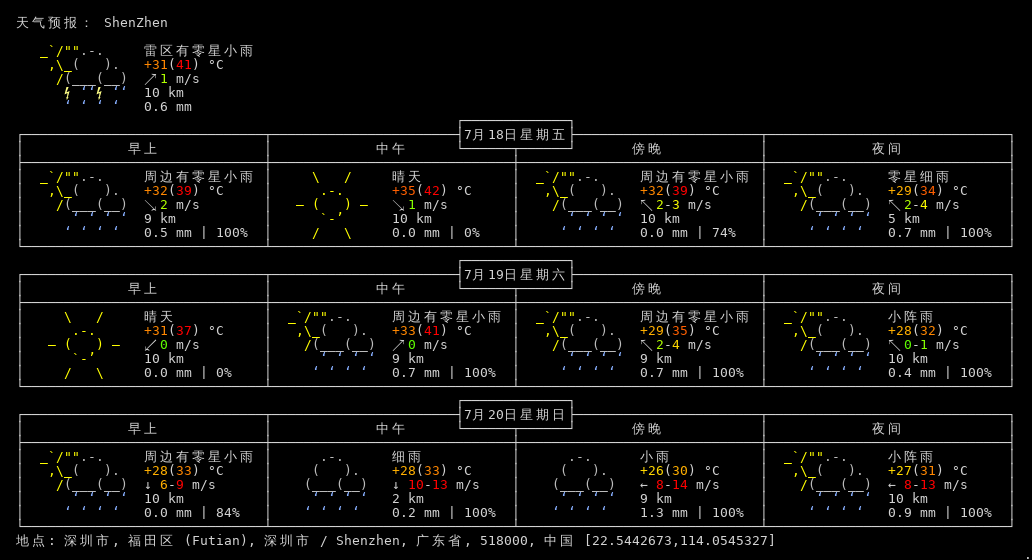 天气预报： ShenZhen
雷区有零星小雨
+31(41) °C
↗1 m/s
10 km
0.6 mm
7月18日星期五
早上 中午 傍晚 夜间
周边有零星小雨 晴天 周边有零星小雨 零星细雨
+32(39) °C +35(42) °C +32(39) °C +29(34) °C
↘2 m/s ↘1 m/s ↖2-3 m/s ↖2-4 m/s
9 km 10 km 10 km 5 km
0.5 mm | 100% 0.0 mm | 0% 0.0 mm | 74% 0.7 mm | 100%
7月19日星期六
早上 中午 傍晚 夜间
晴天 周边有零星小雨 周边有零星小雨 小阵雨
+31(37) °C +33(41) °C +29(35) °C +28(32) °C
↙0 m/s ↗0 m/s ↖2-4 m/s ↖0-1 m/s
10 km 9 km 9 km 10 km
0.0 mm | 0% 0.7 mm | 100% 0.7 mm | 100% 0.4 mm | 100%
7月20日星期日
早上 中午 傍晚 夜间
周边有零星小雨 细雨 小雨 小阵雨
+28(33) °C +28(33) °C +26(30) °C +27(31) °C
↓ 6-9 m/s ↓ 10-13 m/s ← 8-14 m/s ← 8-13 m/s
10 km 2 km 9 km 10 km
0.0 mm | 84% 0.2 mm | 100% 1.3 mm | 100% 0.9 mm | 100%
地点: 深圳市, 福田区 (Futian), 深圳市 / Shenzhen, 广东省, 518000, 中国 [22.5442673,114.0545327]